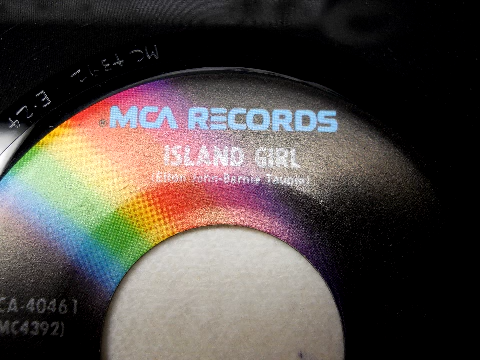 MCA RECORDS
ISLAND GIRL
(Elton John-Bernie Taupin)
CA-40461
MC4392)